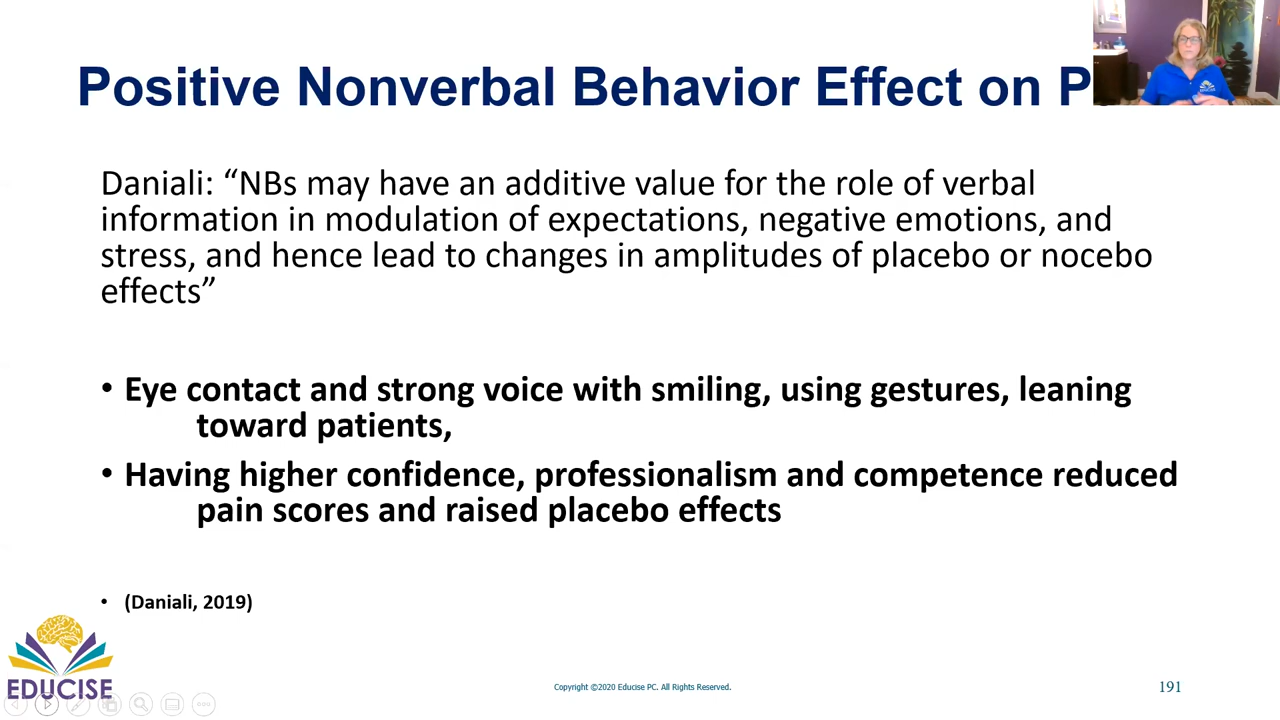 Positive Nonverbal Behavior Effect on P
Daniali: “NBs may have an additive value for the role of verbal
information in modulation of expectations, negative emotions, and
stress, and hence lead to changes in amplitudes of placebo or nocebo
effects”
• Eye contact and strong voice with smiling, using gestures, leaning
toward patients,
• Having higher confidence, professionalism and competence reduced
pain scores and raised placebo effects
• (Daniali, 2019)
EDUCISE
Copyright ©2020 Educise PC. All Rights Reserved.
191